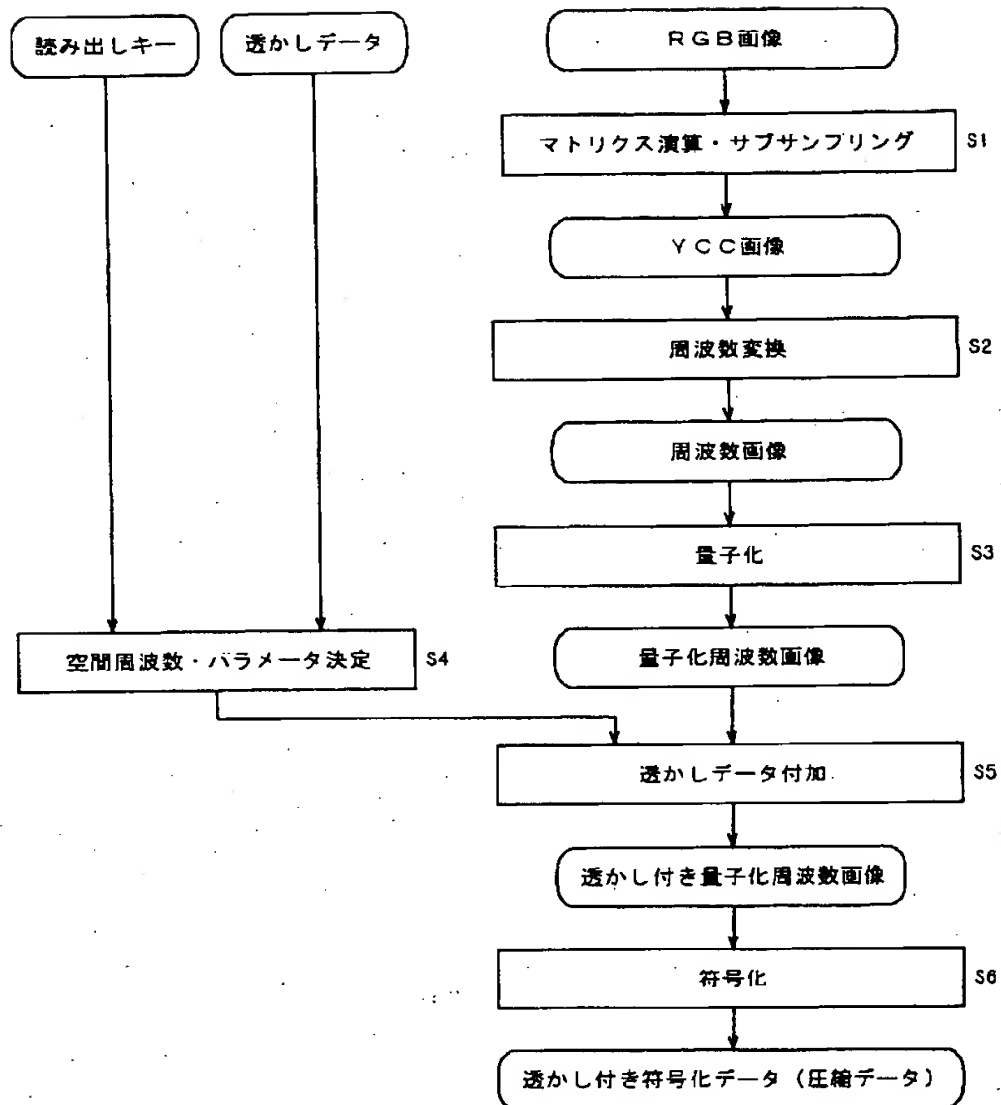 読み出しキー
透かしデータ
RGB画像
マトリクス演算・サブサンプリング
S1
YCC画像
周波数変換
S2
周波数画像
量子化
S3
空間周波数・パラメータ決定
S4
量子化周波数画像
透かしデータ付加
S5
透かし付き量子化周波数画像
符号化
S6
透かし付き符号化データ（圧縮データ）